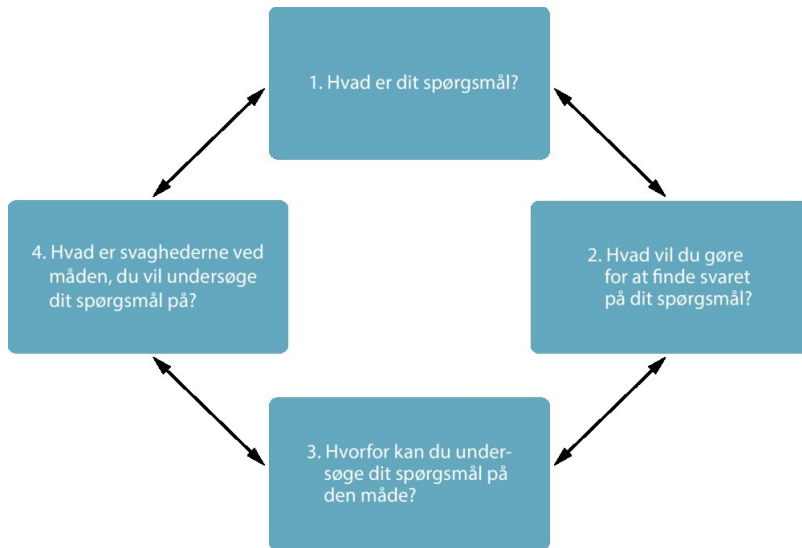 1. Hvad er dit spørgsmål?
2. Hvad vil du gøre
for at finde svaret
på dit spørgsmål?
3. Hvorfor kan du under-
søge dit spørgsmål på
den måde?
4. Hvad er svaghederne ved
måden, du vil undersøge
dit spørgsmål på?